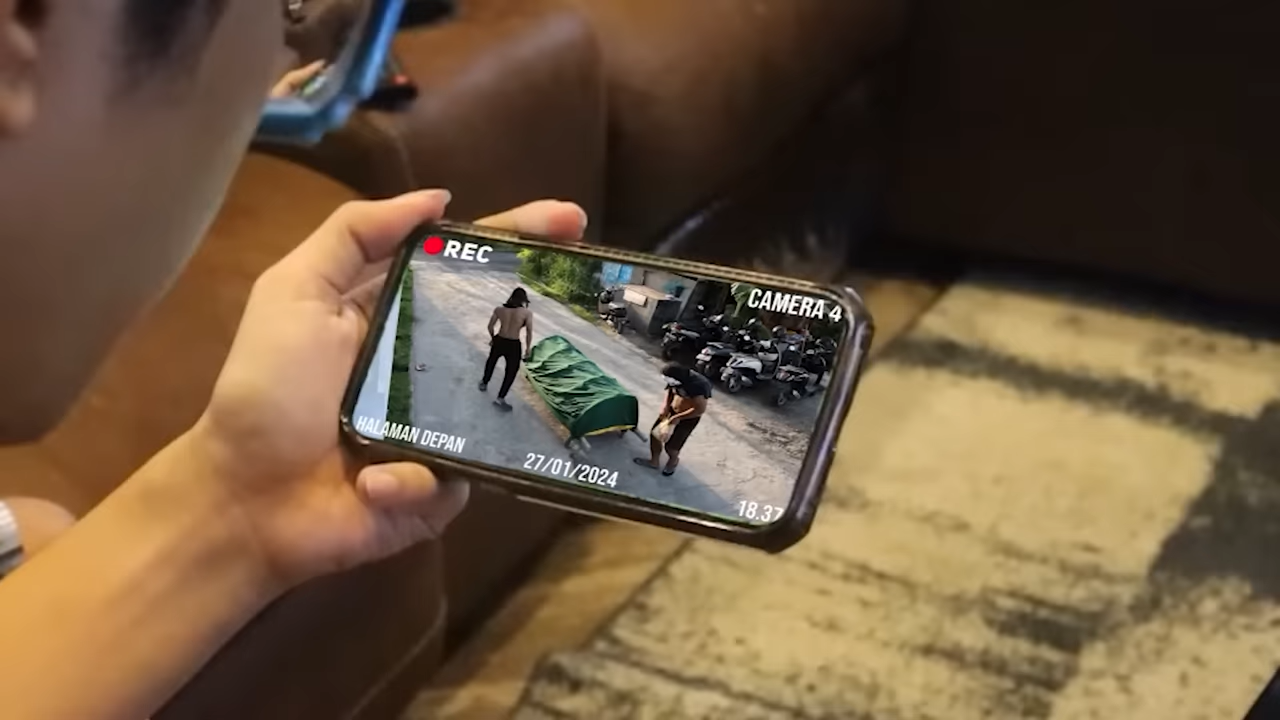 REC
CAMERA 4
HALAMAN DEPAN
27/01/2024
18.37